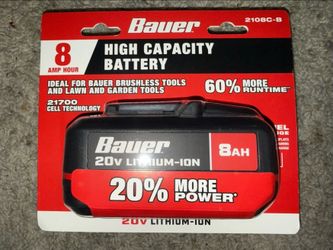 Bauer
2108C-B
8
AMP HOUR
HIGH CAPACITY
BATTERY
IDEAL FOR BAUER BRUSHLESS TOOLS
AND LAWN AND GARDEN TOOLS
60% MORE
RUNTIME
21700
CELL TECHNOLOGY
Bauer
20V LITHIUM-ION
8AH
20% MORE
POWER
20V LITHIUM-ION